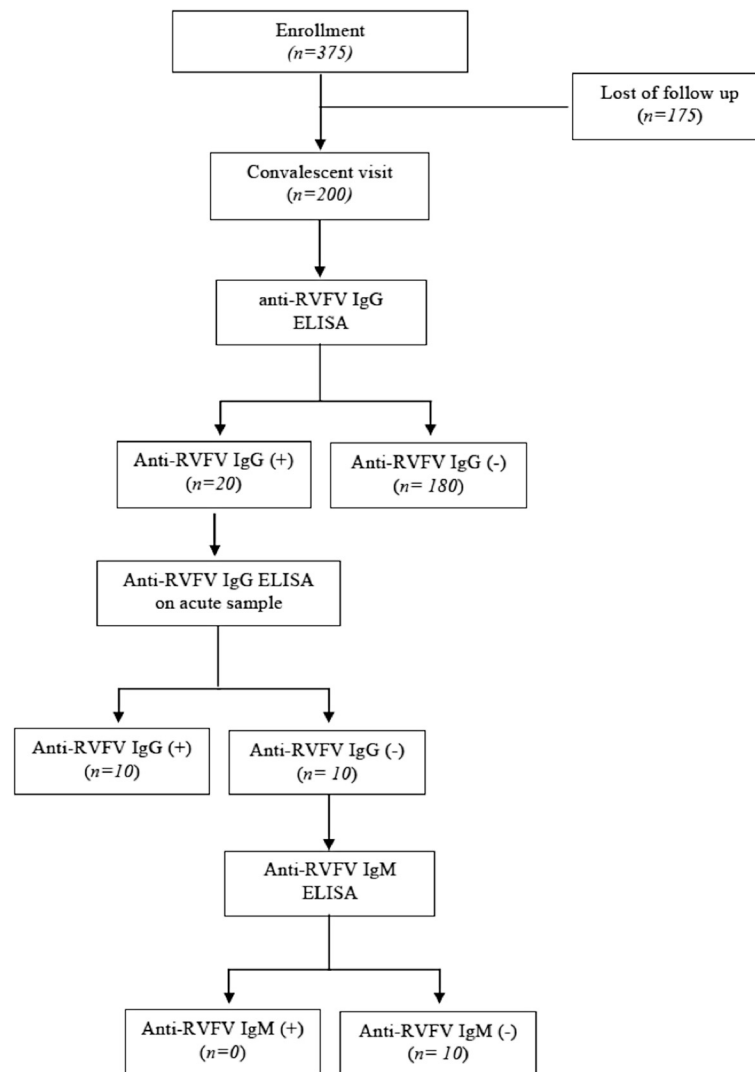 Enrollment
(n=375)
Lost of follow up
(n=175)
Convalescent visit
(n=200)
anti-RVFV IgG
ELISA
Anti-RVFV IgG (+)
(n=20)
Anti-RVFV IgG (-)
(n= 180)
Anti-RVFV IgG ELISA
on acute sample
Anti-RVFV IgG (+)
(n=10)
Anti-RVFV IgG (-)
(n= 10)
Anti-RVFV IgM
ELISA
Anti-RVFV IgM (+)
(n=0)
Anti-RVFV IgM (-)
(n= 10)